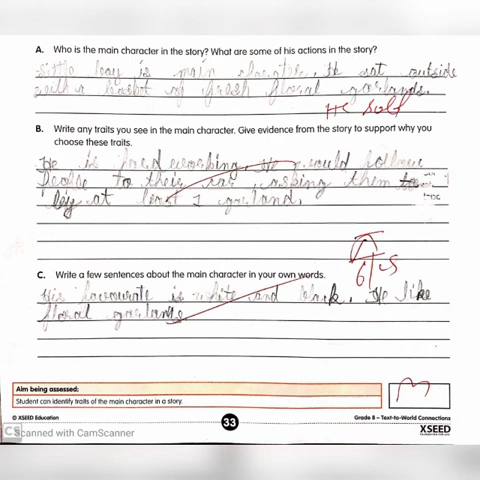 A. Who is the main character in the story? What are some of his actions in the story?
boy is main He sat outside
with a of fresh floral garlands.
He sold
B. Write any traits you see in the main character. Give evidence from the story to support why you
choose these traits.
He is hard working. He would follow
people to their car asking them to
at least 1 garland.
C. Write a few sentences about the main character in your own words.
His favourate is white and black. He like
floral
Aim being assessed:
Student can identify traits of the main character in a story.
© XSEED Education
33
Grade 8 – Text-to-World Connections
XSEED
CS Scanned with CamScanner